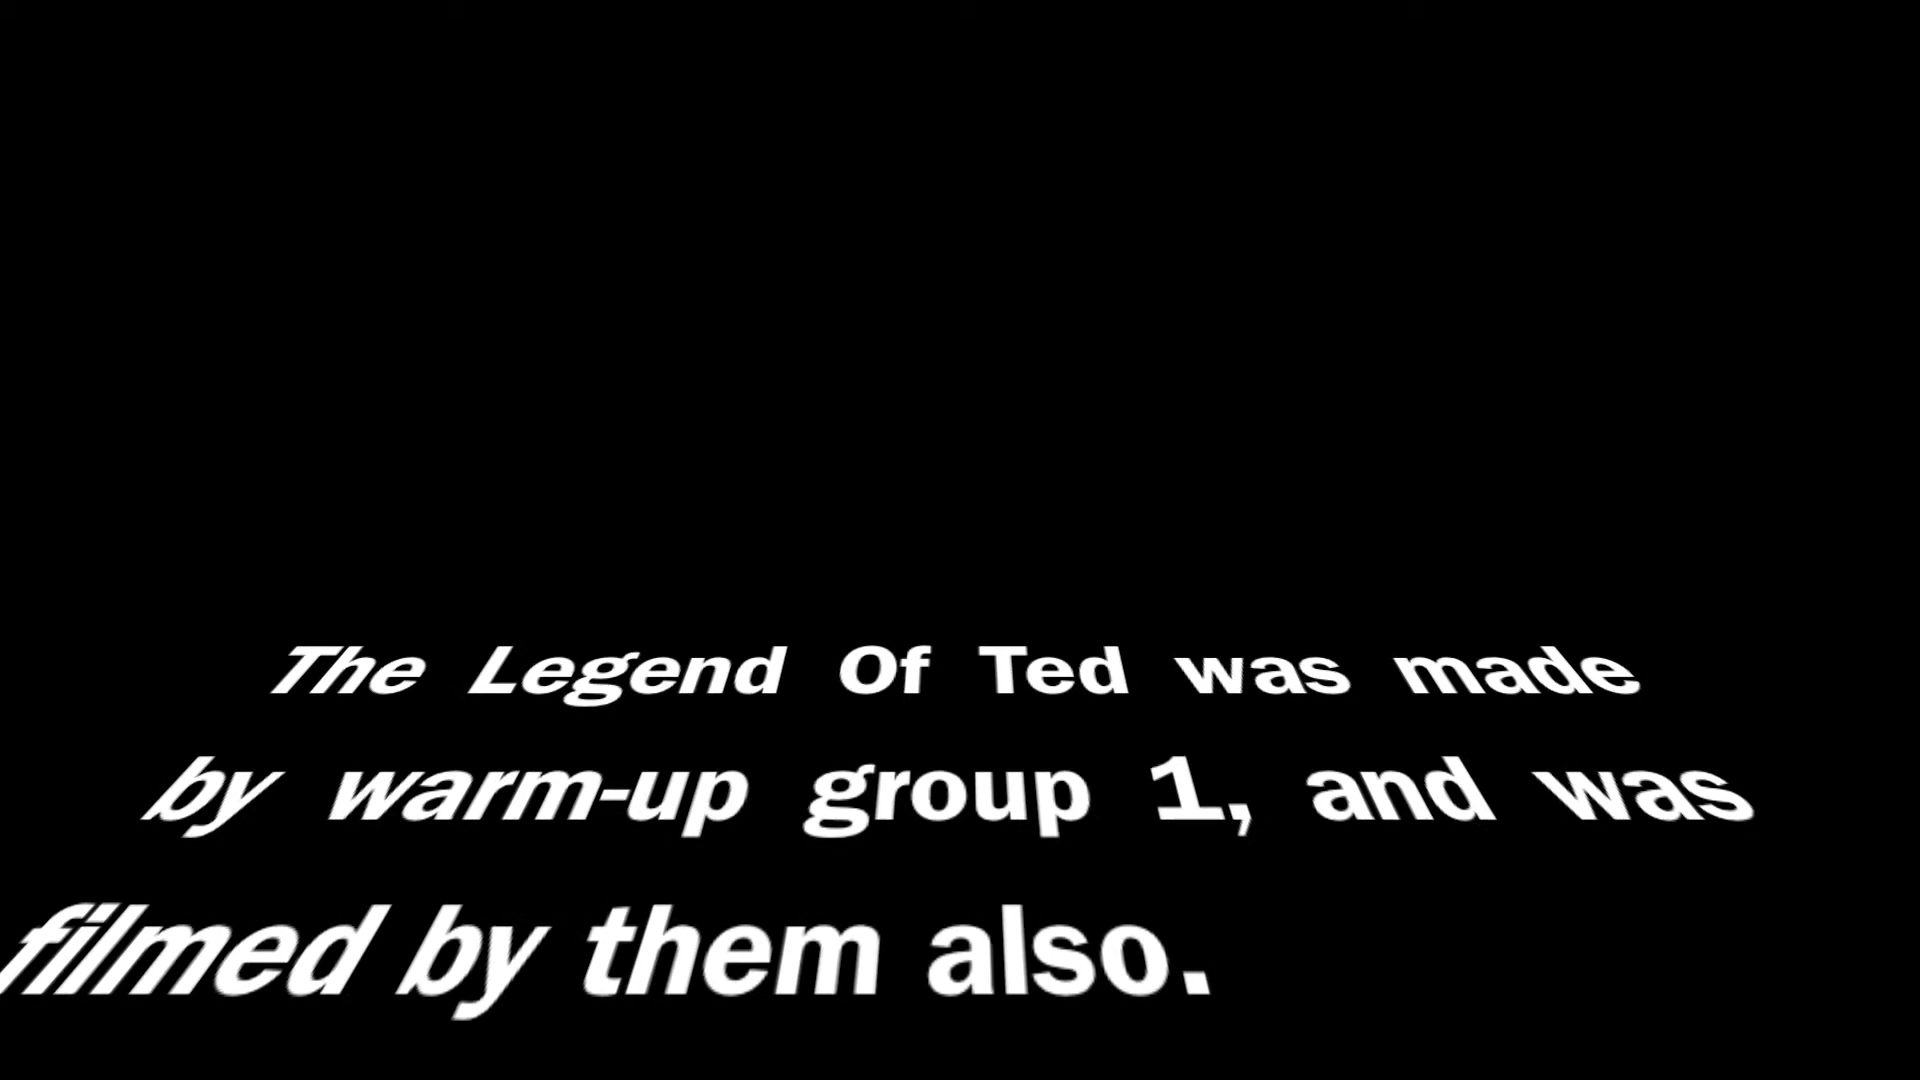 The Legend Of Ted was made
by warm-up group 1, and was
filmed by them also.